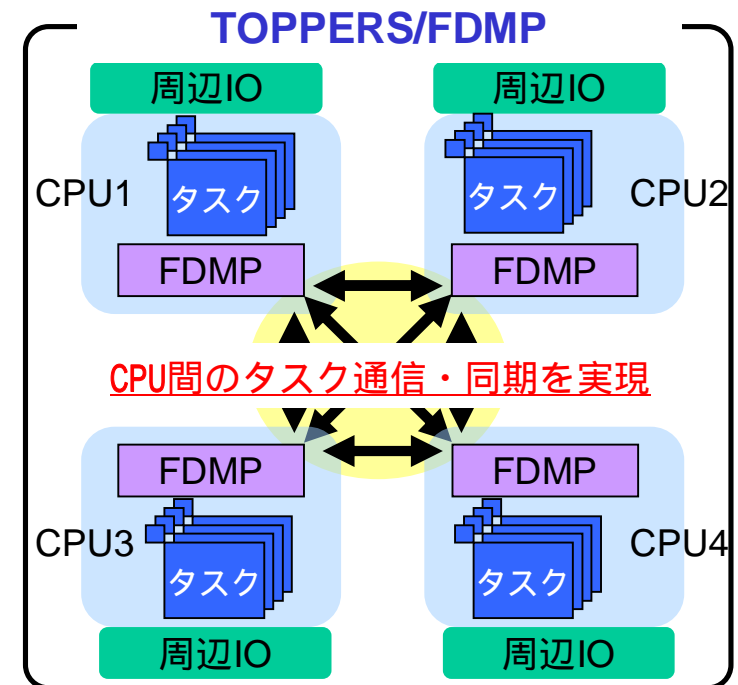 TOPPERS/FDMP
周辺IO
周辺IO
CPU1
タスク
タスク
CPU2
FDMP
FDMP
CPU間のタスク通信・同期を実現
FDMP
FDMP
CPU3
タスク
タスク
CPU4
周辺IO
周辺IO